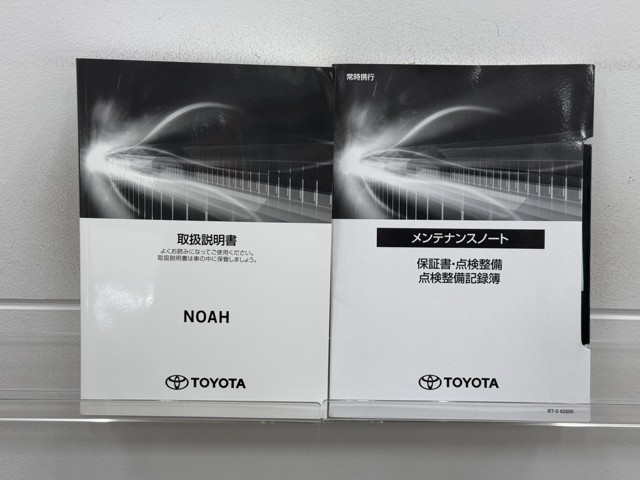 取扱説明書
よくお読みになってご使用ください。
取扱説明書は車の中に保管しましょう。
NOAH
TOYOTA
常時携行
メンテナンスノート
保証書・点検整備
点検整備記録簿
TOYOTA